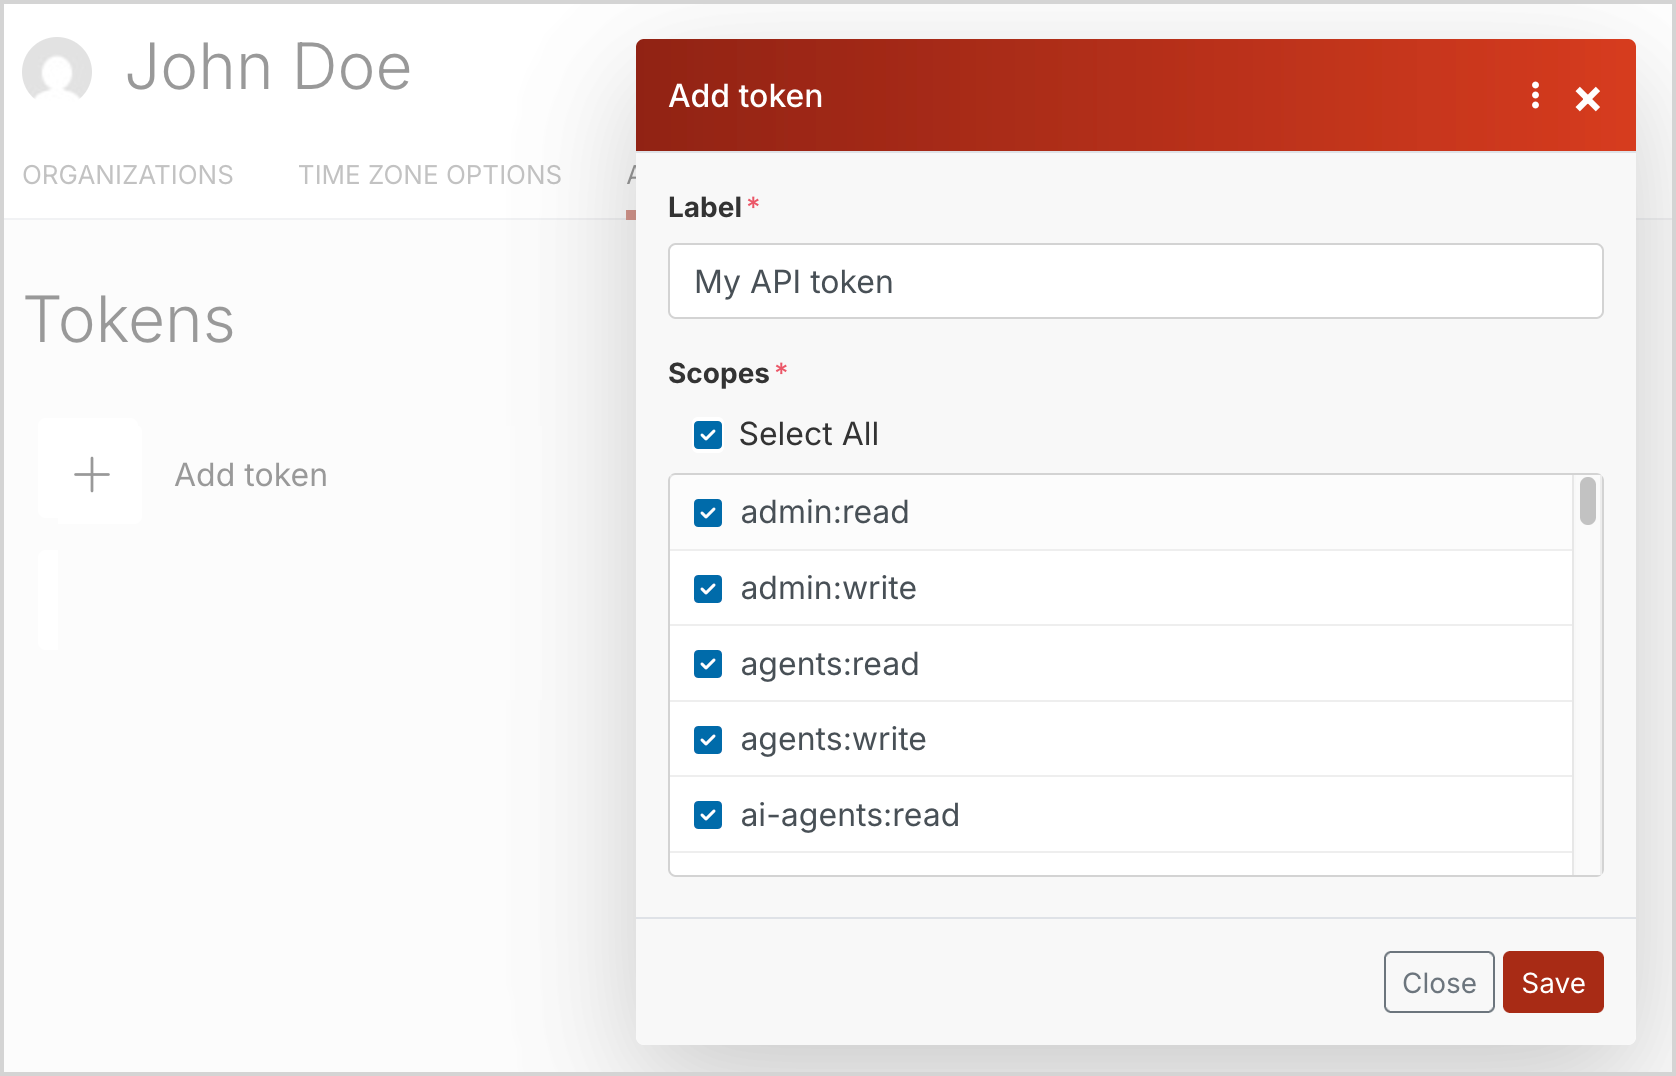 John Doe
ORGANIZATIONS
TIME ZONE OPTIONS
A
Tokens
Add token
Add token
Label *
My API token
Scopes *
Select All
admin:read
admin:write
agents:read
agents:write
ai-agents:read
Close
Save